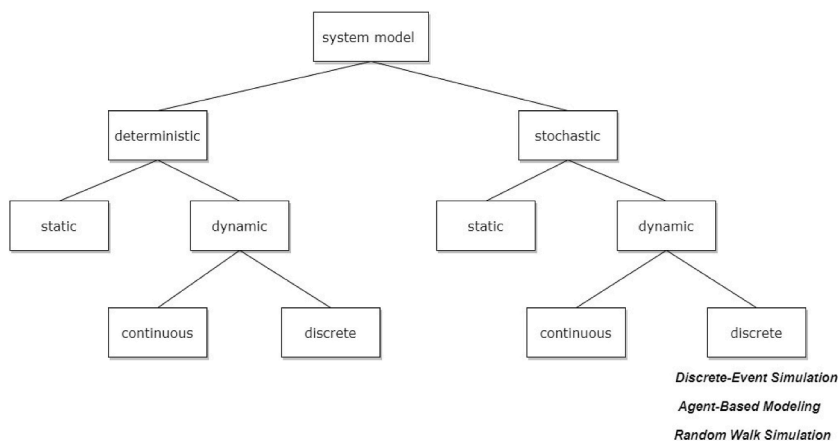 system model
deterministic
stochastic
static
dynamic
static
dynamic
continuous
discrete
continuous
discrete
Discrete-Event Simulation
Agent-Based Modeling
Random Walk Simulation